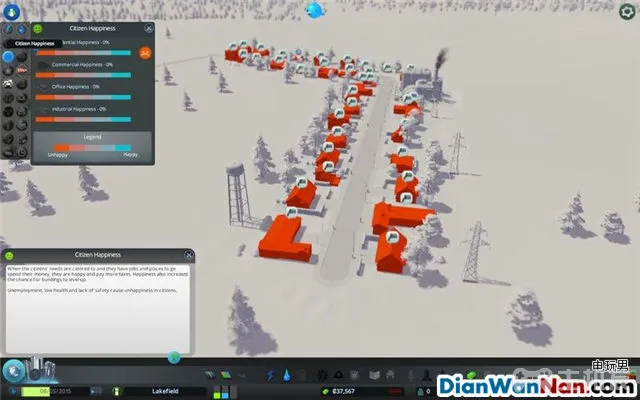 Citizen Happiness
Citizen Happiness
Residential Happiness - 0%
Commercial Happiness - 0%
Office Happiness - 0%
Industrial Happiness - 0%
Legend
Unhappy
Happy
Citizen Happiness
When the citizens' needs are catered to and they have jobs and places to go
spend their money, they are happy and pay more taxes. Happiness also increases
the chance for buildings to level up.
Unemployment, low health and lack of safety cause unhappiness in citizens.
Lakefield
₡37,567
电玩男
DianWanNan.com